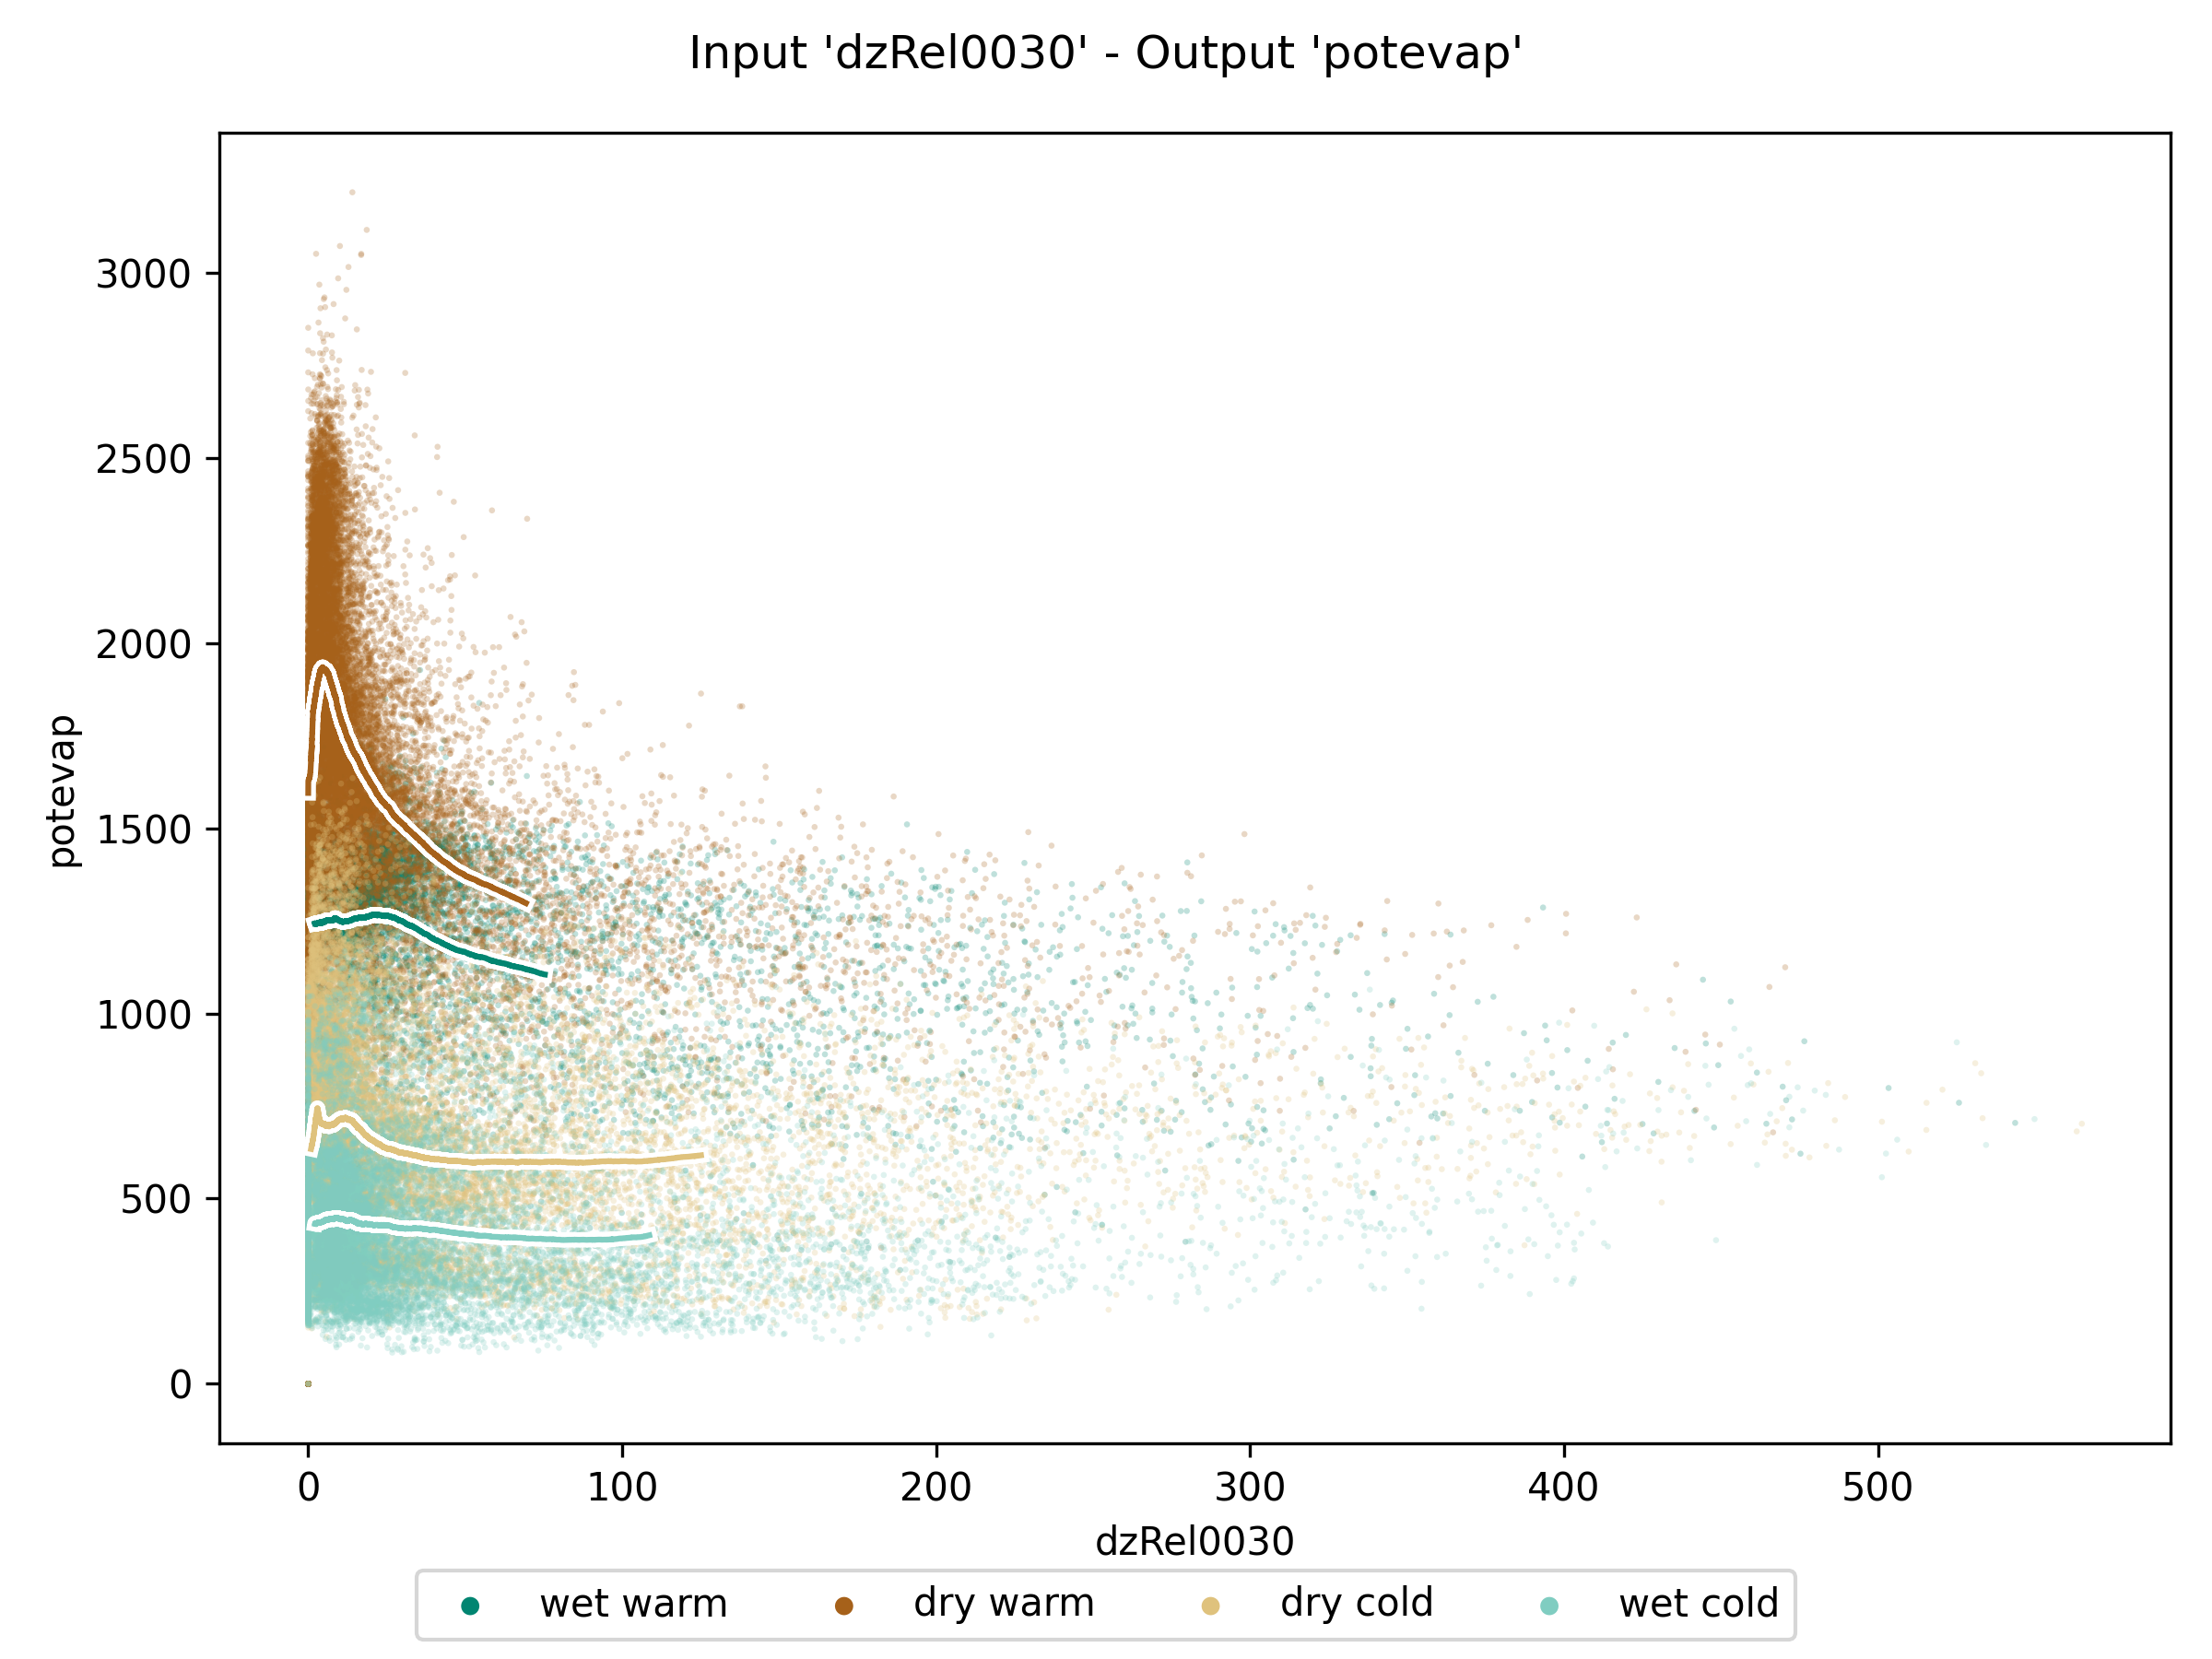 Input 'dzRel0030' - Output 'potevap'
potevap
3000
2500
2000
1500
1000
500
0
0 100 200 300 400 500
dzRel0030
wet warm dry warm dry cold wet cold